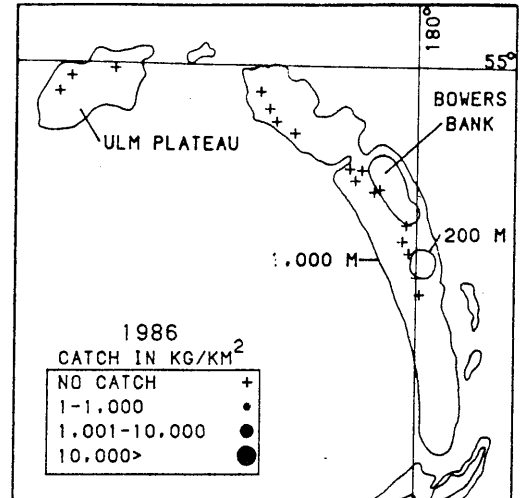 180°
55°
BOWERS
BANK
ULM PLATEAU
200 M
1,000 M
1986
CATCH IN KG/KM²
NO CATCH +
1-1,000
1,001-10,000
10,000>